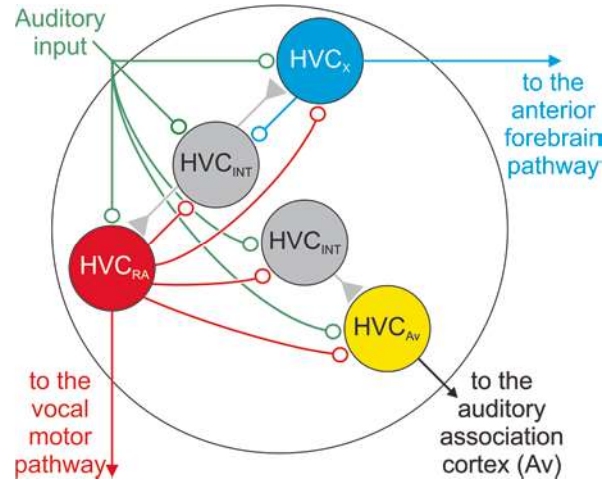 Auditory
input
HVCX
to the
anterior
forebrain
pathway
HVCINT
HVCINT
HVCRA
HVCAv
to the
vocal
motor
pathway
to the
auditory
association
cortex (Av)